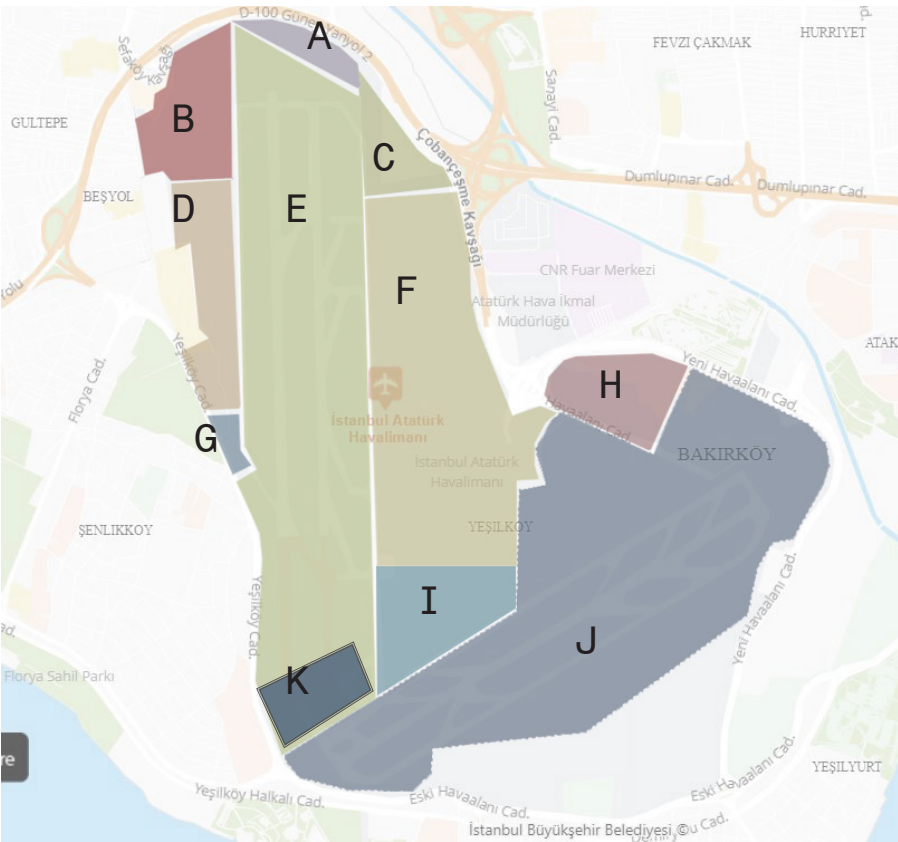 D-100 Güney Yanyol 2
A
HURRIYET
FEVZI ÇAKMAK
Sefaköy
Kavşağı
Sanayi Cad.
B
GULTEPE
C
Çobançeşme Kavşağı
Dumlupınar Cad.
Dumlupınar Cad.
BEŞYOL
D
E
CNR Fuar Merkezi
F
Yolu
Atatürk Hava İkmal
Müdürlüğü
ATAK
Yeşilköy Cad.
Yeni Havaalanı Cad.
H
Florya Cad.
Havaalanı Cad.
İstanbul Atatürk
Havalimanı
G
BAKIRKÖY
İstanbul Atatürk
Havalimanı
ŞENLIKKOY
YEŞILKOY
I
Yeşilköy Cad.
Yeni Havaalanı Cad.
ad.
J
Florya Sahil Parkı
K
re
YEŞILYURT
Yeşilköy Halkalı Cad.
Eski Havaalanı Cad.
Eski Havaalanı Cad.
İstanbul Büyükşehir Belediyesi ©